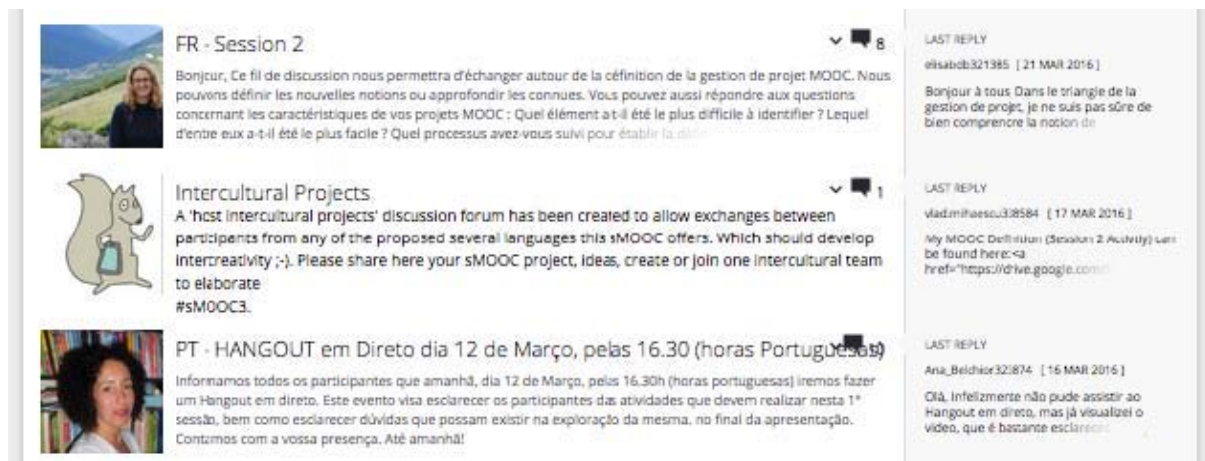 FR - Session 2
8
Bonjour, Ce fil de discussion nous permettra d'échanger autour de la céfinition de la gestion de projet MOOC. Nous
pouvons définir les nouvelles notions ou approfondir les connues. Vous pouvez aussi répondre aux questions
concernant les caractéristiques de vos projets MOOC : Quel élément a-t-il été le plus difficile à identifier ? Lequel
d'entre eux a-t-il été le plus facile ? Quel processus avez-vous suivi pour établir la
LAST REPLY
elisabdb321385 [ 21 MAR 2016 ]
Bonjour à tous Dans le triangle de la
gestion de projet, je ne suis pas sûre de
bien comprencre la notion de
Intercultural Projects
1
A 'host intercultural projects' discussion forum has been created to allow exchanges between
participants from any of the proposed several languages this sMOOC offers. Which should develop
intercreativity ;-). Please share here your sMOOC project, ideas, create or join one intercultural team
to elaborate
#sMOOC3.
LAST REPLY
vlad.mihaescu338584 [ 17 MAR 2016 ]
My MOOC Definition (Session 2 Activity) can
be found here:<a
href="https://drive.google.com
PT - HANGOUT em Direto dia 12 de Março, pelas 16.30 (horas Portuguesas)
Informamos todos os participantes que amanhã, dia 12 de Março, pelas 16.30h (horas portuguesas) iremos fazer
um Hangout em direto. Este evento visa esclarecer os participantes das atividades que devem realizar nesta 1ª
sessão, bem como esclarecer dúvidas que possam existir na exploração da mesma, no final da apresentação.
Contamos com a vossa presença. Até amanhã!
LAST REPLY
Ana_Belchior323874 [ 16 MAR 2016 ]
Olá, Infelizmente não pude assistir ao
Hangout em direto, mas já visualizei o
video, que é bastante